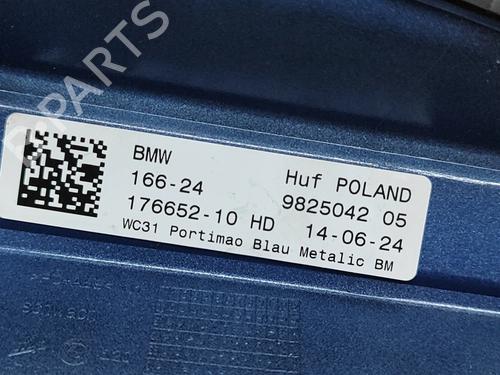 PARTS
BMW Huf POLAND
166-24 9825042 05
176652-10 HD 14-06-24
WC31 Portimao Blau Metalic BM